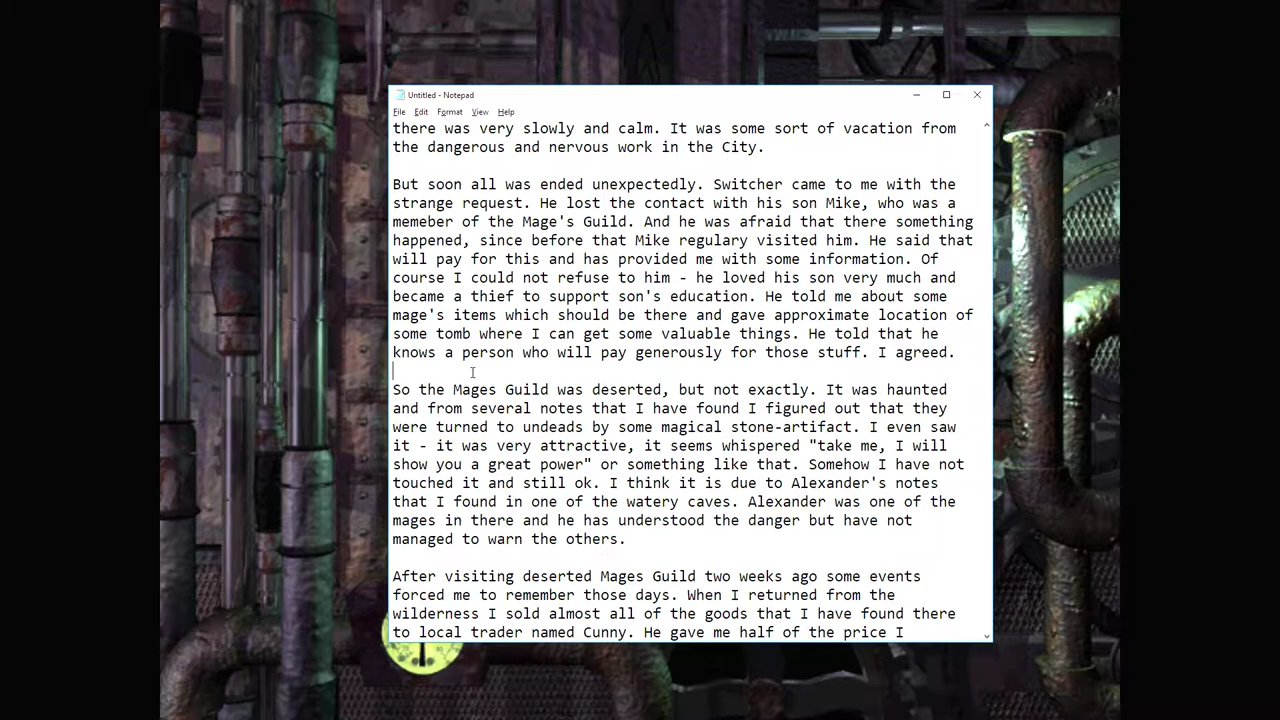 Untitled - Notepad
File Edit Format View Help
there was very slowly and calm. It was some sort of vacation from
the dangerous and nervous work in the City.
But soon all was ended unexpectedly. Switcher came to me with the
strange request. He lost the contact with his son Mike, who was a
memeber of the Mage's Guild. And he was afraid that there something
happened, since before that Mike regulary visited him. He said that
will pay for this and has provided me with some information. Of
course I could not refuse to him - he loved his son very much and
became a thief to support son's education. He told me about some
mage's items which should be there and gave approximate location of
some tomb where I can get some valuable things. He told that he
knows a person who will pay generously for those stuff. I agreed.
So the Mages Guild was deserted, but not exactly. It was haunted
and from several notes that I have found I figured out that they
were turned to undeads by some magical stone-artifact. I even saw
it - it was very attractive, it seems whispered "take me, I will
show you a great power" or something like that. Somehow I have not
touched it and still ok. I think it is due to Alexander's notes
that I found in one of the watery caves. Alexander was one of the
mages in there and he has understood the danger but have not
managed to warn the others.
After visiting deserted Mages Guild two weeks ago some events
forced me to remember those days. When I returned from the
wilderness I sold almost all of the goods that I have found there
to local trader named Cunny. He gave me half of the price I